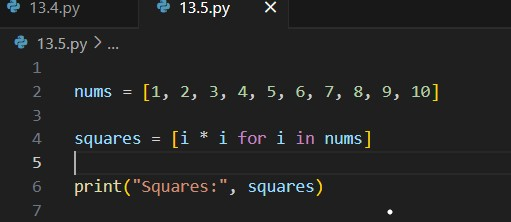 13.4.py 13.5.py ×
13.5.py > ...
1
2 nums = [1, 2, 3, 4, 5, 6, 7, 8, 9, 10]
3
4 squares = [i * i for i in nums]
5
6 print("Squares:", squares)
7